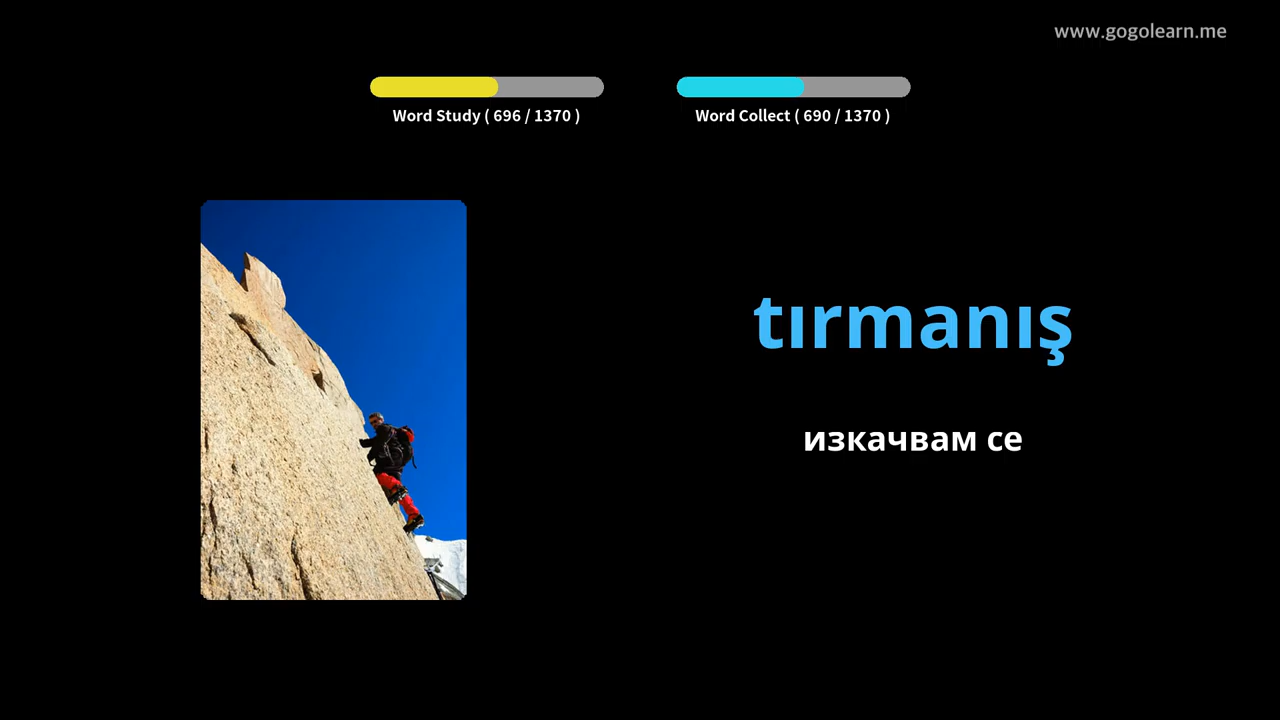 www.gogolearn.me
Word Study ( 696 / 1370 )
Word Collect ( 690 / 1370 )
tırmanış
изкачвам се